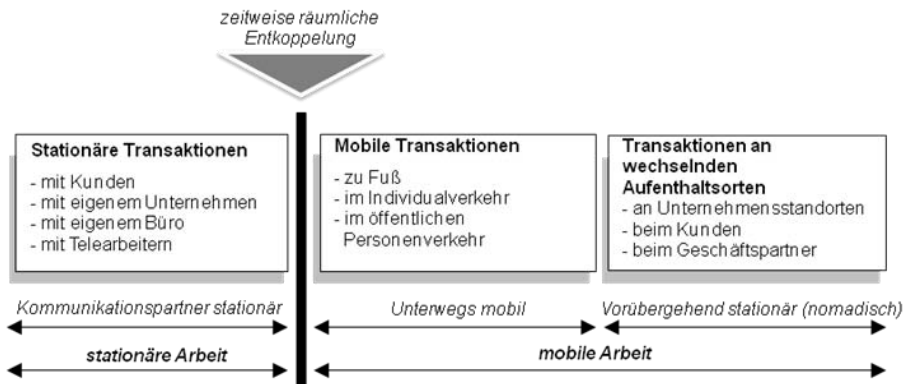 zeitweise räumliche
Entkoppelung
Stationäre Transaktionen
- mit Kunden
- mit eigenem Unternehmen
- mit eigenem Büro
- mit Telearbeitern
Mobile Transaktionen
- zu Fuß
- im Individualverkehr
- im öffentlichen
Personenverkehr
Transaktionen an
wechselnden
Aufenthaltsorten
- an Unternehmensstandorten
- beim Kunden
- beim Geschäftspartner
Kommunikationspartner stationär
Unterwegs mobil
Vorübergehend stationär (nomadisch)
stationäre Arbeit
mobile Arbeit